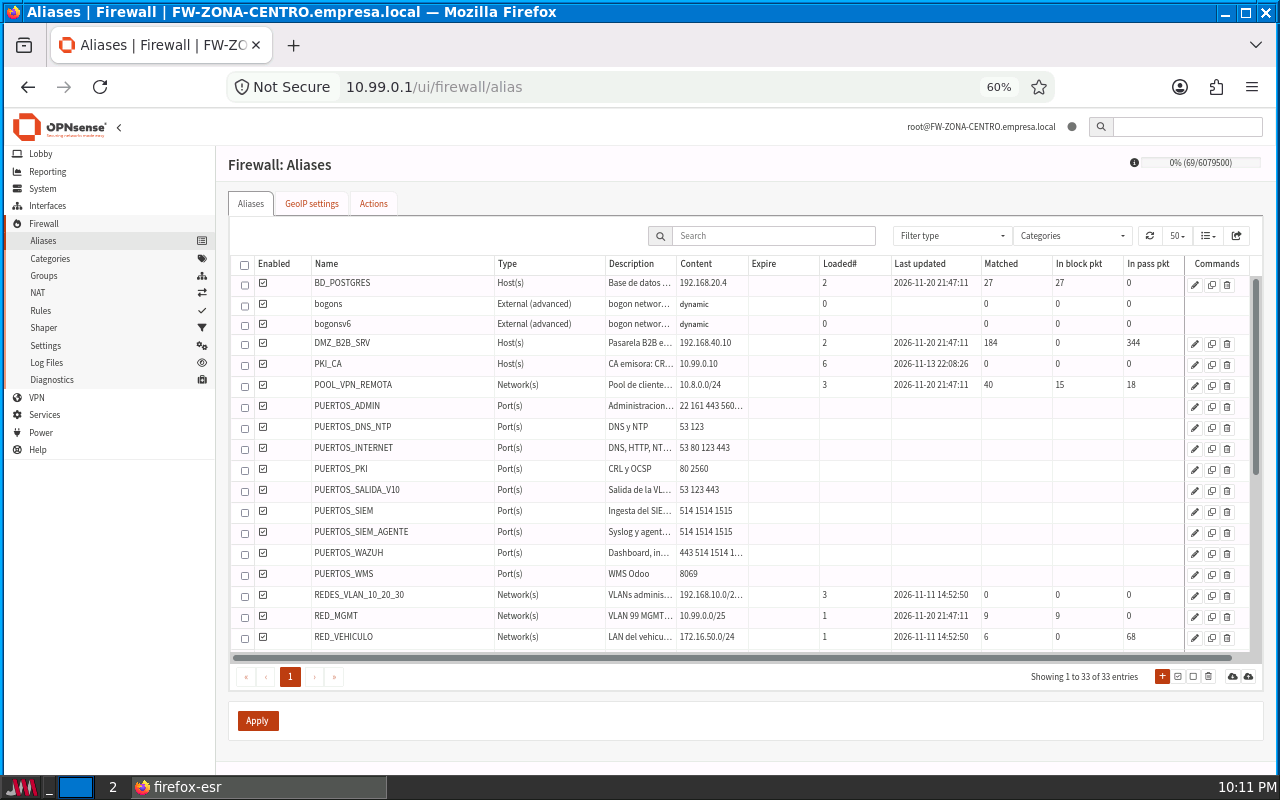 Aliases | Firewall | FW-ZONA-CENTRO.empresa.local — Mozilla Firefox
Aliases | Firewall | FW-ZO
Not Secure 10.99.0.1/ui/firewall/alias 60%
OPNsense
root@FW-ZONA-CENTRO.empresa.local
Lobby
Reporting
System
Interfaces
Firewall
Aliases
Categories
Groups
NAT
Rules
Shaper
Settings
Log Files
Diagnostics
VPN
Services
Power
Help
Firewall: Aliases
0% (69/6079500)
Aliases GeoIP settings Actions
Search Filter type Categories 50
Enabled Name Type Description Content Expire Loaded# Last updated Matched In block pkt In pass pkt Commands
BD_POSTGRES Host(s) Base de datos ... 192.168.20.4 2 2026-11-20 21:47:11 27 27 0
bogons External (advanced) bogon networ... dynamic 0 0 0 0
bogonsv6 External (advanced) bogon networ... dynamic 0 0 0 0
DMZ_B2B_SRV Host(s) Pasarela B2B e... 192.168.40.10 2 2026-11-20 21:47:11 184 0 344
PKI_CA Host(s) CA emisora: CR... 10.99.0.10 6 2026-11-13 22:08:26 0 0 0
POOL_VPN_REMOTA Network(s) Pool de cliente... 10.8.0.0/24 3 2026-11-20 21:47:11 40 15 18
PUERTOS_ADMIN Port(s) Administracion... 22 161 443 560...
PUERTOS_DNS_NTP Port(s) DNS y NTP 53 123
PUERTOS_INTERNET Port(s) DNS, HTTP, NT... 53 80 123 443
PUERTOS_PKI Port(s) CRL y OCSP 80 2560
PUERTOS_SALIDA_V10 Port(s) Salida de la VL... 53 123 443
PUERTOS_SIEM Port(s) Ingesta del SIE... 514 1514 1515
PUERTOS_SIEM_AGENTE Port(s) Syslog y agent... 514 1514 1515
PUERTOS_WAZUH Port(s) Dashboard, in... 443 514 1514 1...
PUERTOS_WMS Port(s) WMS Odoo 8069
REDES_VLAN_10_20_30 Network(s) VLANs adminis... 192.168.10.0/2... 3 2026-11-11 14:52:50 0 0 0
RED_MGMT Network(s) VLAN 99 MGMT... 10.99.0.0/25 1 2026-11-20 21:47:11 9 9 0
RED_VEHICULO Network(s) LAN del vehicu... 172.16.50.0/24 1 2026-11-11 14:52:50 6 0 68
« ‹ 1 › »
Showing 1 to 33 of 33 entries
Apply
2 firefox-esr 10:11 PM